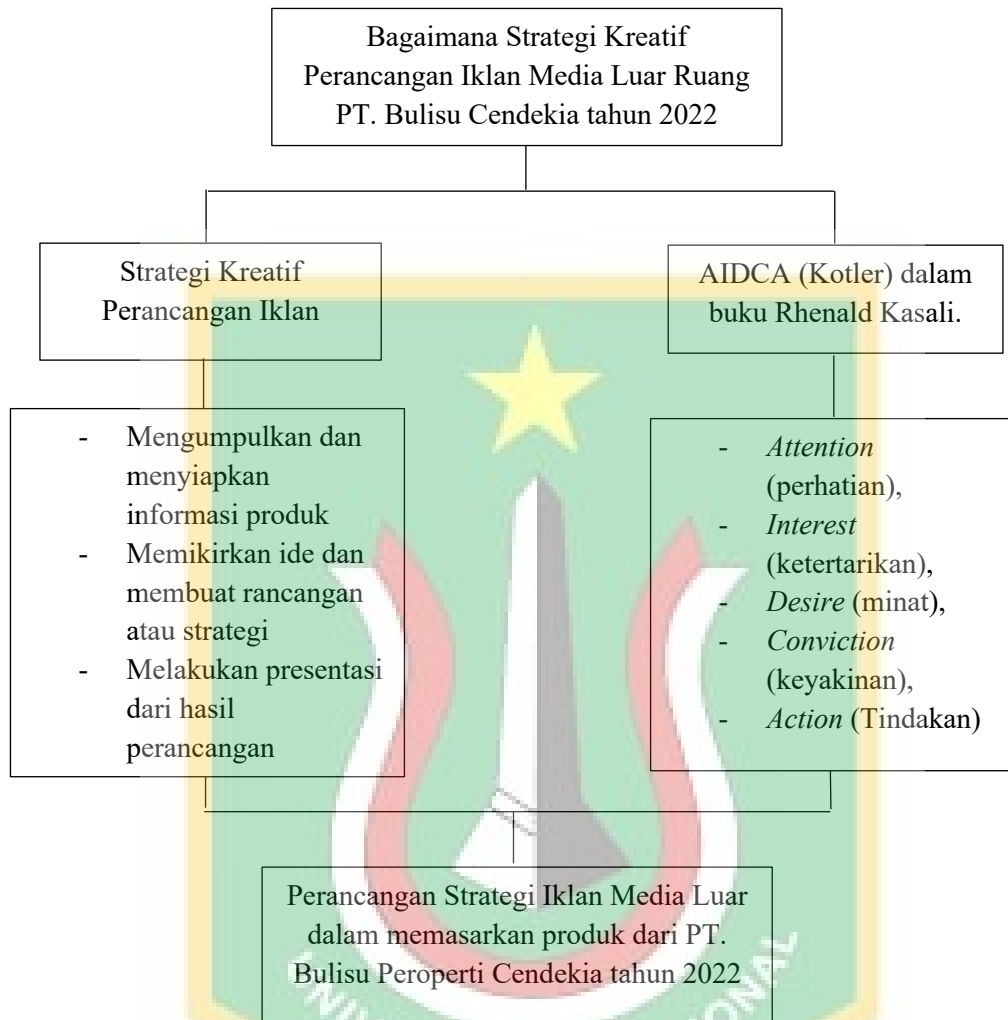 Bagaimana Strategi Kreatif
Perancangan Iklan Media Luar Ruang
PT. Bulisu Cendekia tahun 2022
Strategi Kreatif
Perancangan Iklan
AIDCA (Kotler) dalam
buku Rhenald Kasali.
- Mengumpulkan dan
menyiapkan
informasi produk
- Memikirkan ide dan
membuat rancangan
atau strategi
- Melakukan presentasi
dari hasil
perancangan
- Attention
(perhatian),
- Interest
(ketertarikan),
- Desire (minat),
- Conviction
(keyakinan),
- Action (Tindakan)
Perancangan Strategi Iklan Media Luar
dalam memasarkan produk dari PT.
Bulisu Peroperti Cendekia tahun 2022